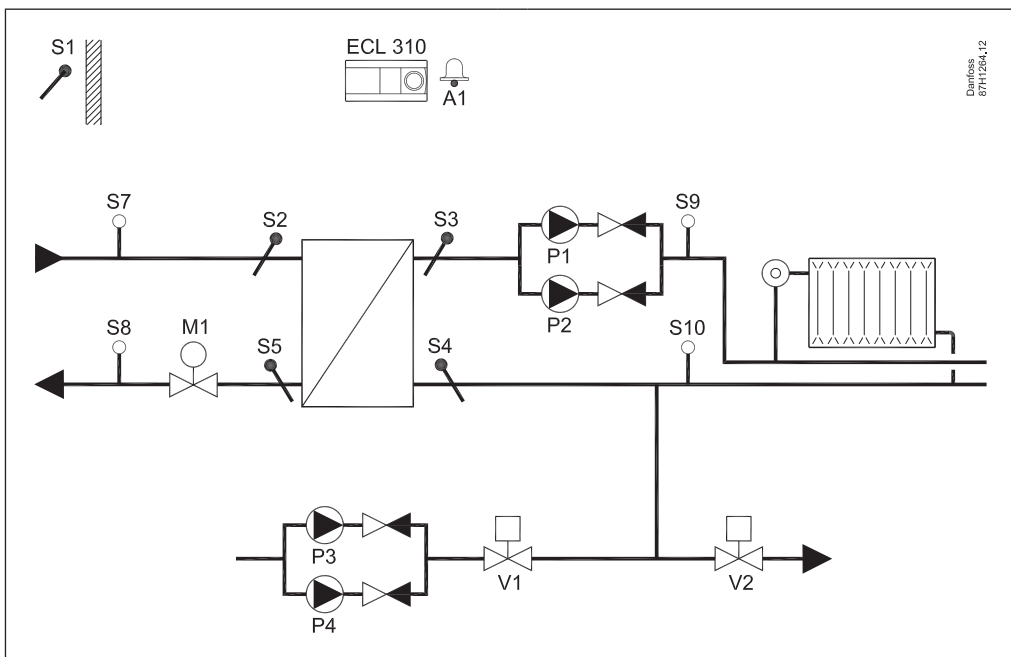 S1
ECL 310
A1
Danfoss
87H1264.12
S7
S2
S3
P1
P2
S9
S8
M1
S5
S4
S10
P3
P4
V1
V2